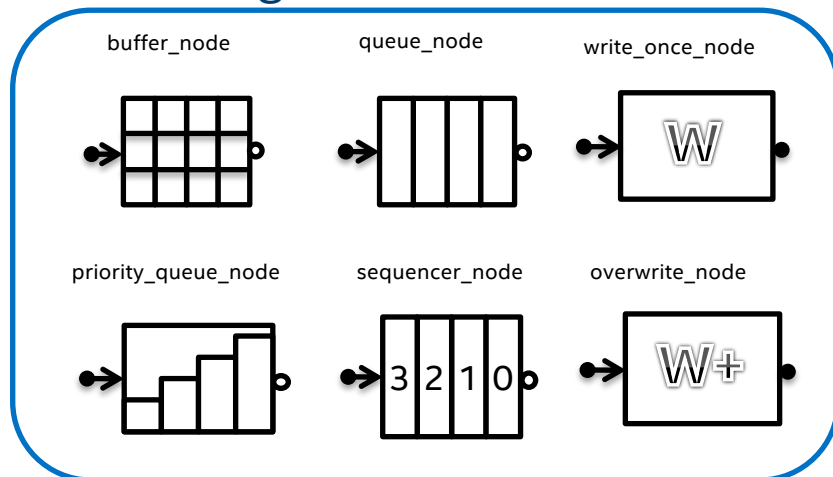 buffer_node queue_node write_once_node
W
priority_queue_node sequencer_node overwrite_node
3 2 1 0
W+